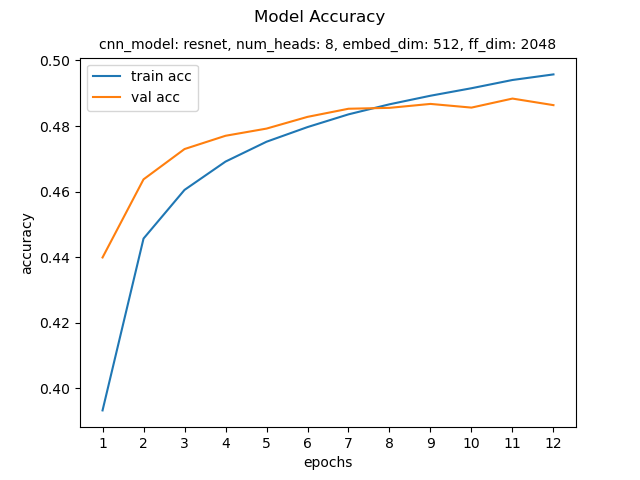 Model Accuracy
cnn_model: resnet, num_heads: 8, embed_dim: 512, ff_dim: 2048
train acc
val acc
0.50
0.48
0.46
0.44
0.42
0.40
accuracy
1 2 3 4 5 6 7 8 9 10 11 12
epochs